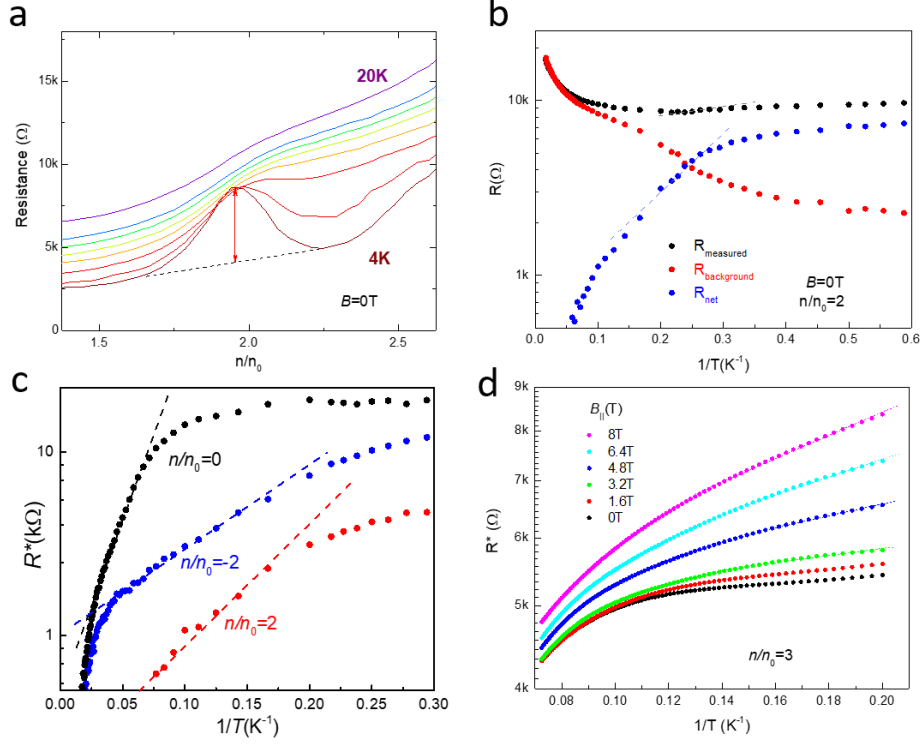 a
15k
10k
5k
0
Resistance (Ω)
20K
4K
B=0T
1.5
2.0
2.5
n/n0
b
10k
1k
R(Ω)
Rmeasured
Rbackground
Rnet
B=0T
n/n0=2
0.0
0.1
0.2
0.3
0.4
0.5
0.6
1/T(K-1)
c
10
1
R*(kΩ)
n/n0=0
n/n0=-2
n/n0=2
0.00
0.05
0.10
0.15
0.20
0.25
0.30
1/T(K-1)
d
9k
8k
7k
6k
5k
4k
R* (Ω)
B||(T)
8T
6.4T
4.8T
3.2T
1.6T
0T
n/n0=3
0.08
0.10
0.12
0.14
0.16
0.18
0.20
1/T (K-1)